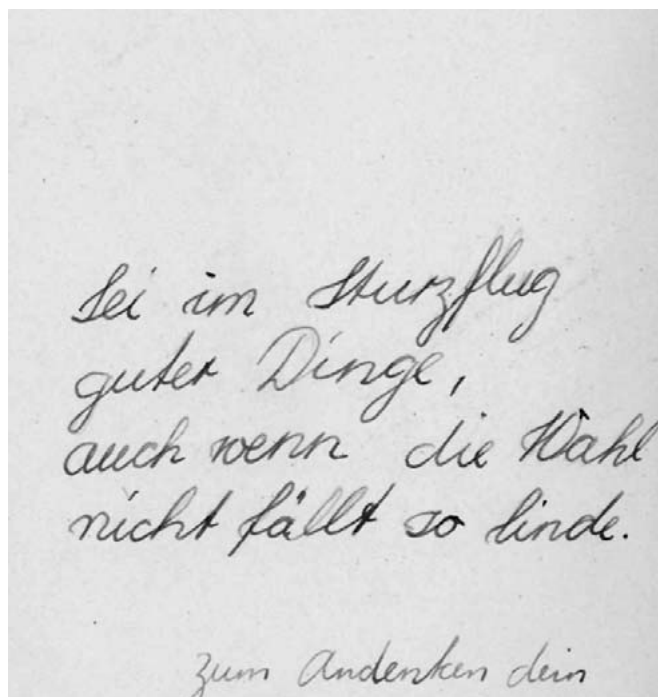 Sei im Sturzflug
guter Dinge,
auch wenn die Wahl
nicht fällt so linde.
zum Andenken dein